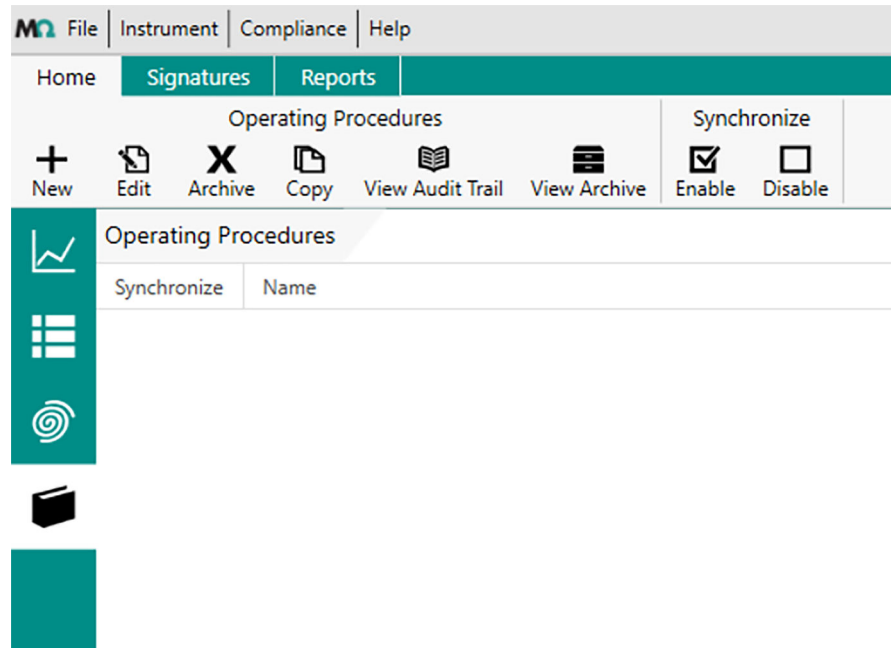 MΩ File Instrument Compliance Help
Home Signatures Reports
Operating Procedures Synchronize
New Edit Archive Copy View Audit Trail View Archive Enable Disable
Operating Procedures
Synchronize Name